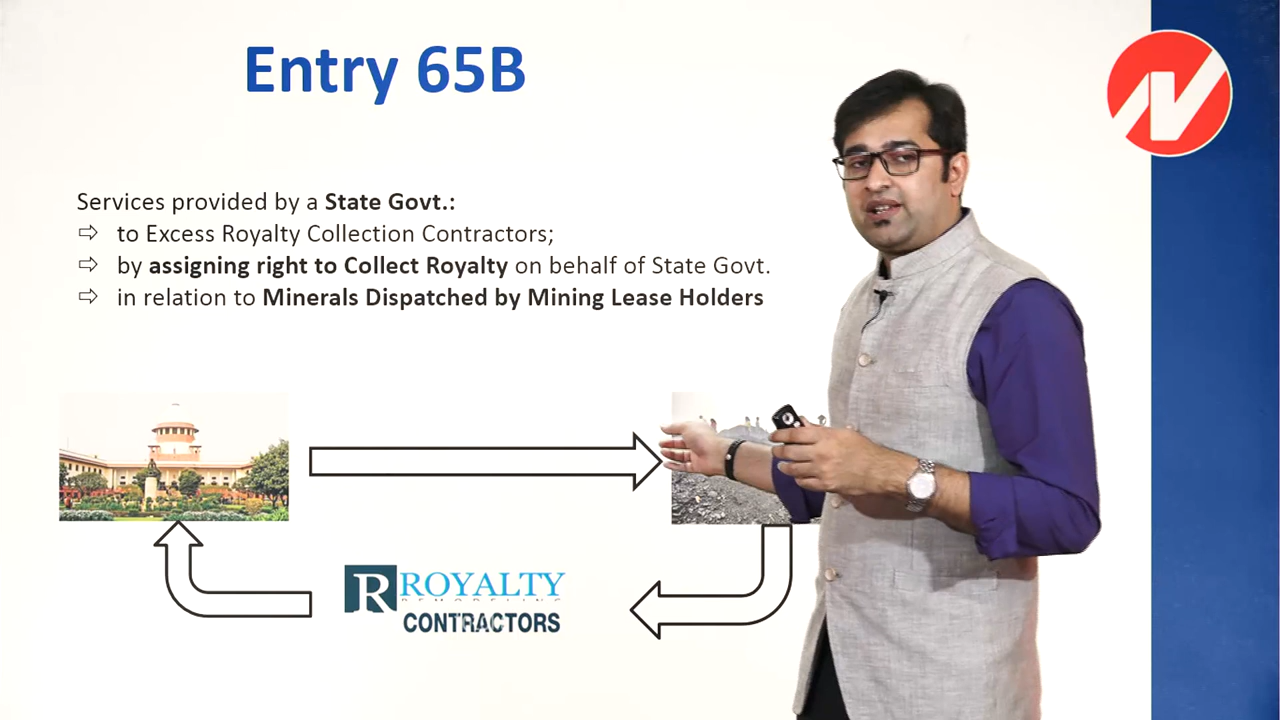 Entry 65B
Services provided by a State Govt.:
⇨ to Excess Royalty Collection Contractors;
⇨ by assigning right to Collect Royalty on behalf of State Govt.
⇨ in relation to Minerals Dispatched by Mining Lease Holders
R ROYALTY
REMODELING
CONTRACTORS